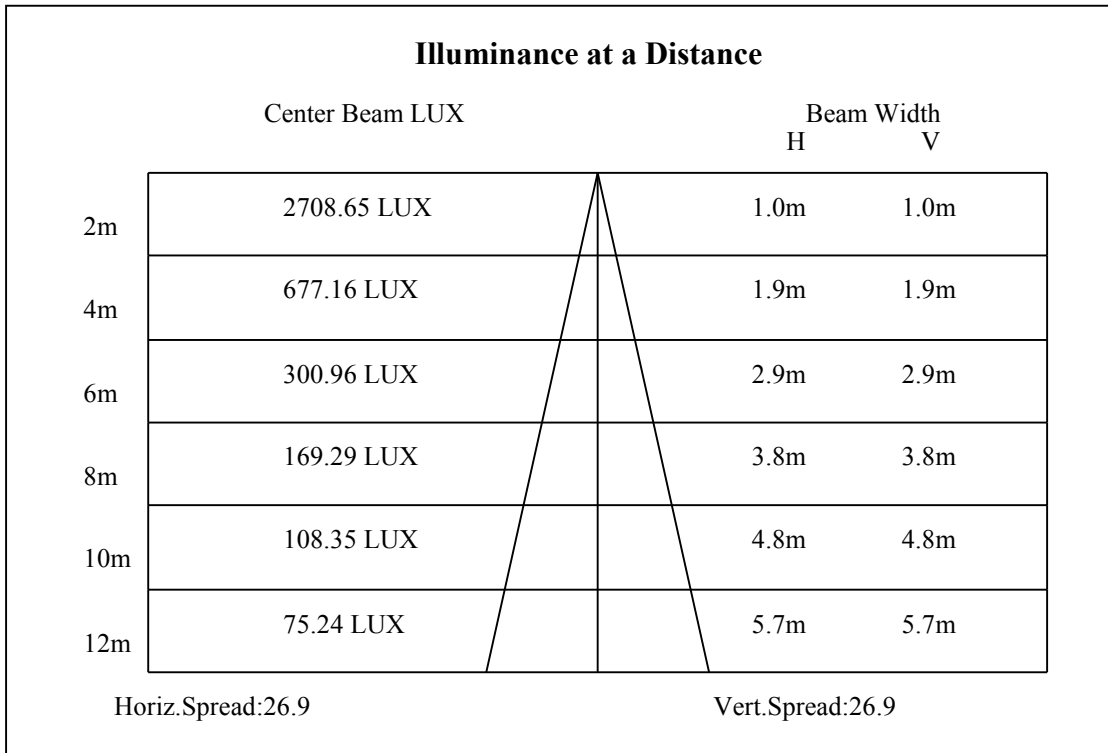 Illuminance at a Distance
Center Beam LUX Beam Width
H V
2m 2708.65 LUX 1.0m 1.0m
4m 677.16 LUX 1.9m 1.9m
6m 300.96 LUX 2.9m 2.9m
8m 169.29 LUX 3.8m 3.8m
10m 108.35 LUX 4.8m 4.8m
12m 75.24 LUX 5.7m 5.7m
Horiz.Spread:26.9 Vert.Spread:26.9